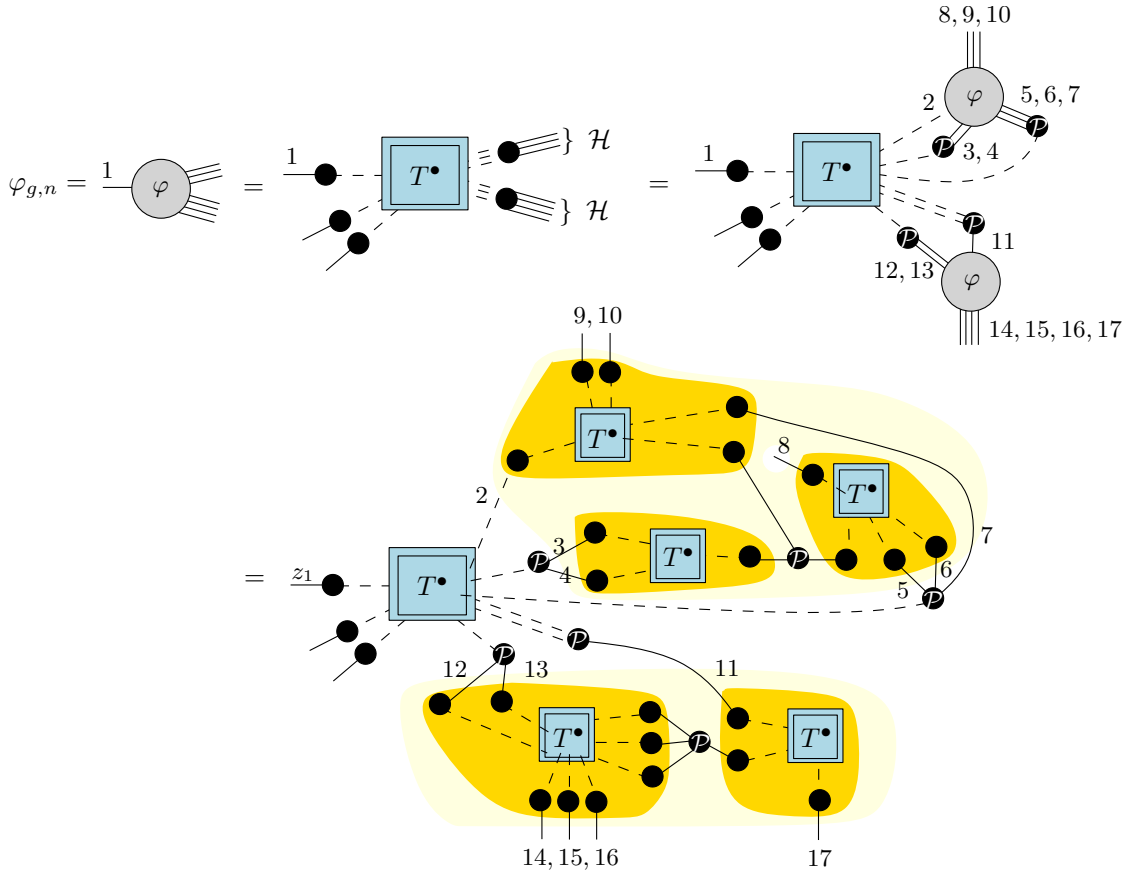 8, 9, 10
2 φ 5, 6, 7
P P
φ_{g,n} = 1 φ = 1 T• } H = 1 T• 3, 4
} H
P 11
P
12, 13 φ
14, 15, 16, 17
9, 10
T•
8 T•
2
3 T• 7
P P
4 6
= z_1 T• 5
P
P
12 P 13 11
T• P T•
14, 15, 16 17